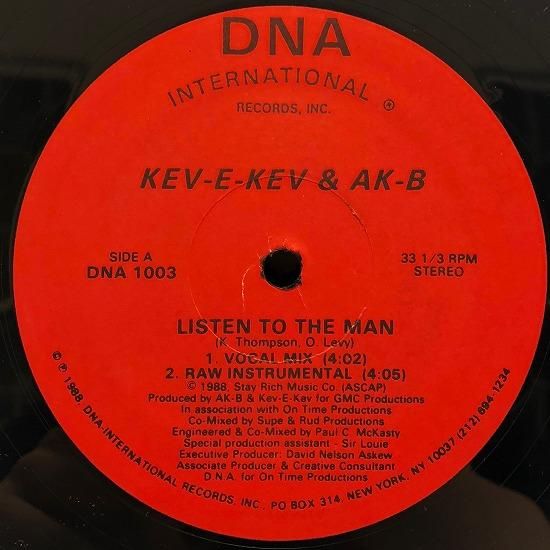 DNA
INTERNATIONAL ®
RECORDS, INC.
KEV-E-KEV & AK-B
SIDE A
DNA 1003
33 1/3 RPM
STEREO
LISTEN TO THE MAN
(K. Thompson, O. Levy)
1. VOCAL MIX (4:02)
2. RAW INSTRUMENTAL (4:05)
© 1988, Stay Rich Music Co. (ASCAP)
Produced by AK-B & Kev-E-Kev for GMC Productions
In association with On Time Productions
Co-Mixed by Supe & Rud Productions
Engineered & Co-Mixed by Paul C. McKasty
Special production assistant - Sir Louie
Executive Producer: David Nelson Askew
Associate Producer & Creative Consultant
D.N.A. for On Time Productions
© ℗ 1988, DNA INTERNATIONAL RECORDS, INC., PO BOX 314, NEW YORK, NY 10037 (212) 694-1234